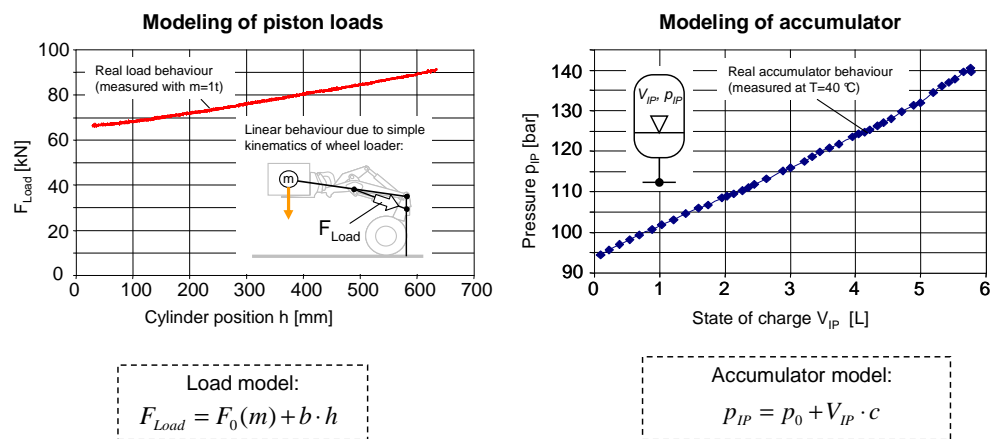 Modeling of piston loads
100
90
80
60
40
20
0
F_Load [kN]
Real load behaviour
(measured with m=1t)
Linear behaviour due to simple
kinematics of wheel loader:
m
F_Load
0
100
200
300
400
500
600
700
Cylinder position h [mm]
Load model:
F_Load = F_0(m) + b · h
Modeling of accumulator
140
130
120
110
100
90
Pressure p_IP [bar]
V_IP, p_IP
Real accumulator behaviour
(measured at T=40 °C)
0
1
2
3
4
5
6
State of charge V_IP [L]
Accumulator model:
p_IP = p_0 + V_IP · c